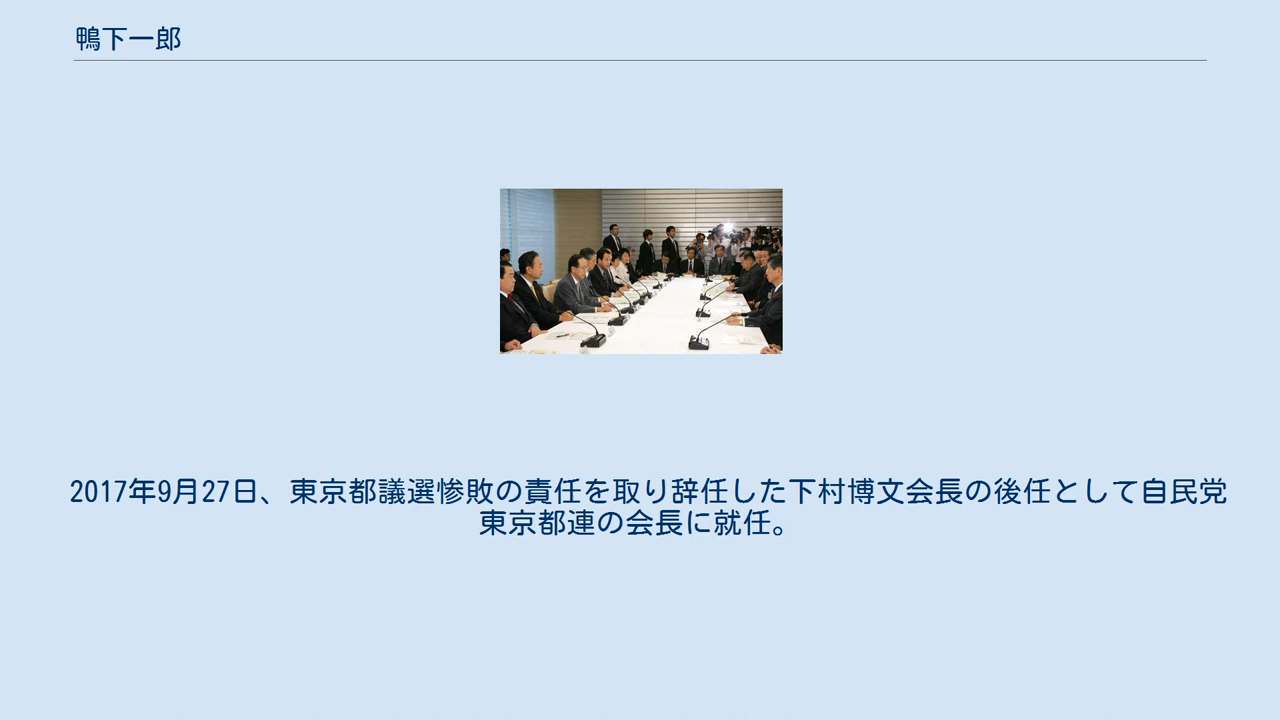 鴨下一郎
2017年9月27日、東京都議選惨敗の責任を取り辞任した下村博文会長の後任として自民党
東京都連の会長に就任。